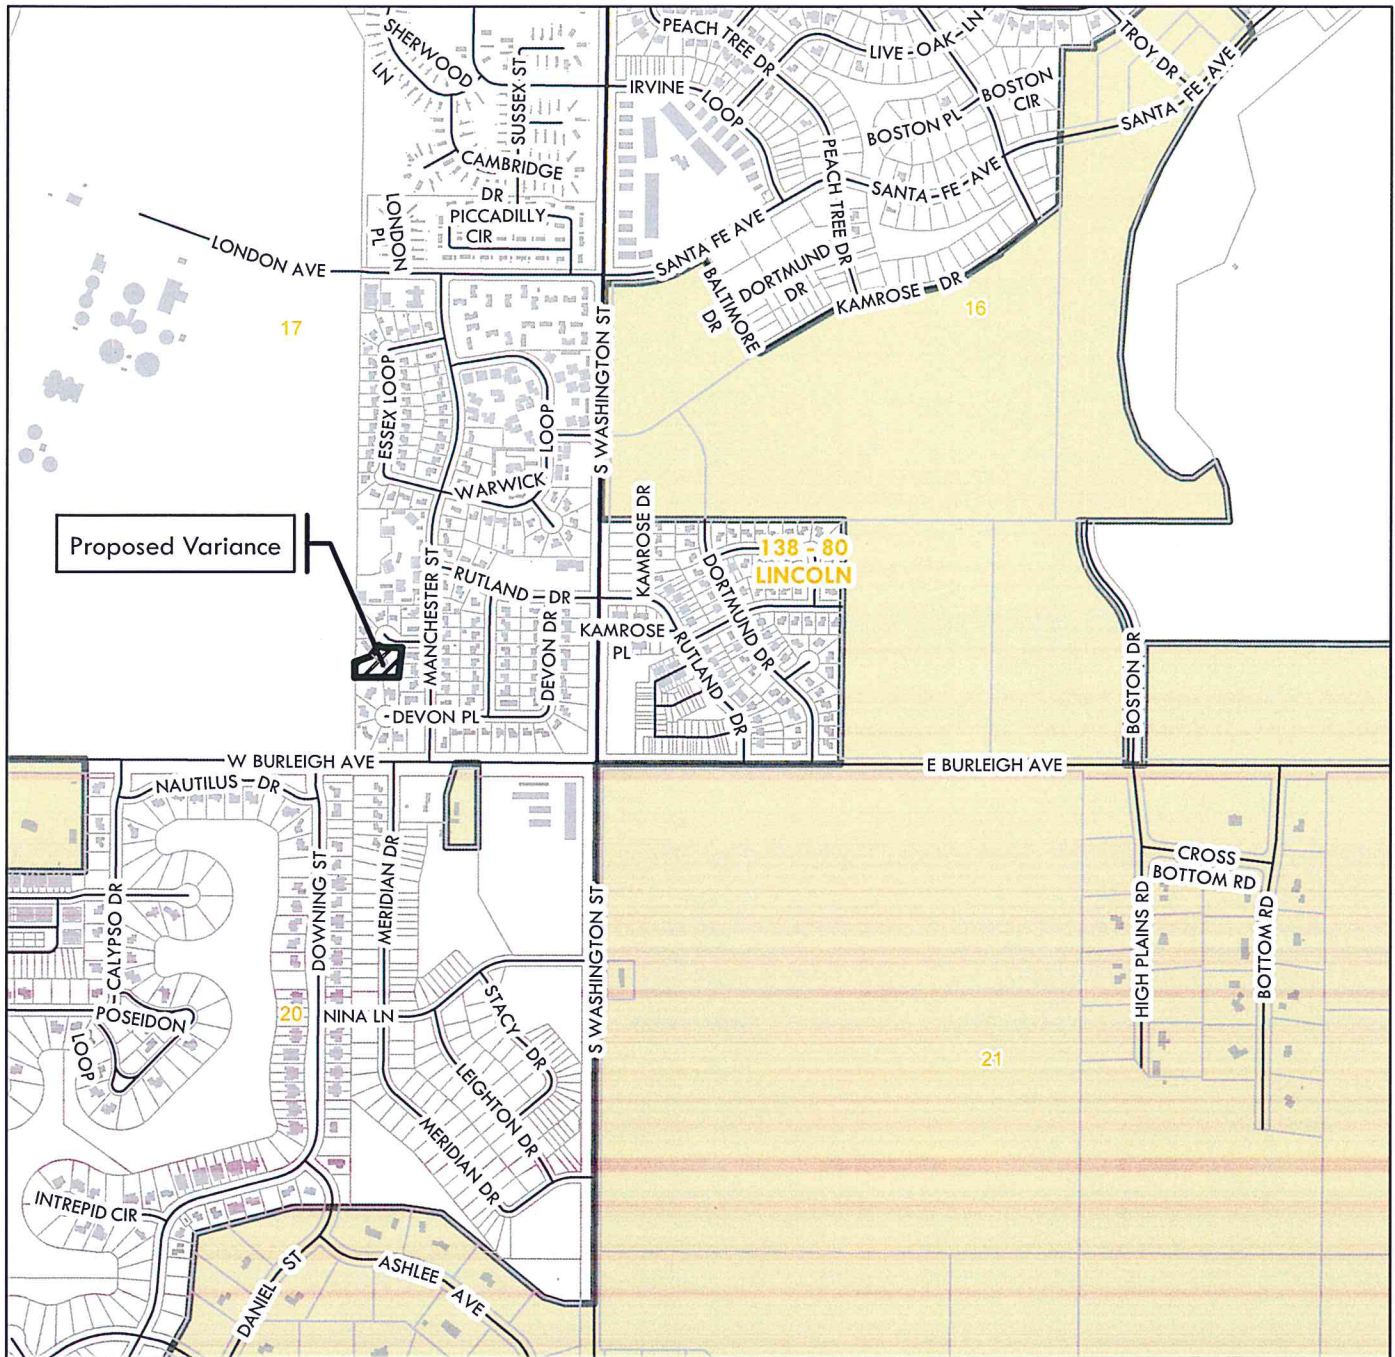 SHERWOOD
LN
SUSSEX ST
PEACH TREE DR
LIVE OAK LN
TROY DR
SANTA FE AVE
IRVINE LOOP
BOSTON
CIR
BOSTON PL
CAMBRIDGE
DR
PEACH TREE DR
SANTA FE AVE
LONDON
PL
PICCADILLY
CIR
LONDON AVE
SANTA FE AVE
BALTIMORE
DR
DORTMUND
DR
KAMROSE DR
16
17
S WASHINGTON ST
ESSEX LOOP
LOOP
WARWICK
KAMROSE DR
Proposed Variance
138 - 80
LINCOLN
MANCHESTER ST
RUTLAND DR
DORTMUND DR
DEVON DR
KAMROSE
PL
RUTLAND DR
BOSTON DR
DEVON PL
W BURLEIGH AVE
E BURLEIGH AVE
NAUTILUS DR
DOWNING ST
MERIDIAN DR
CROSS
BOTTOM RD
CALYPSO DR
S WASHINGTON ST
HIGH PLAINS RD
BOTTOM RD
POSEIDON
LOOP
20
NINA LN
STACY DR
21
LEIGHTON DR
MERIDIAN DR
INTREPID CIR
DANIEL ST
ASHLEE AVE